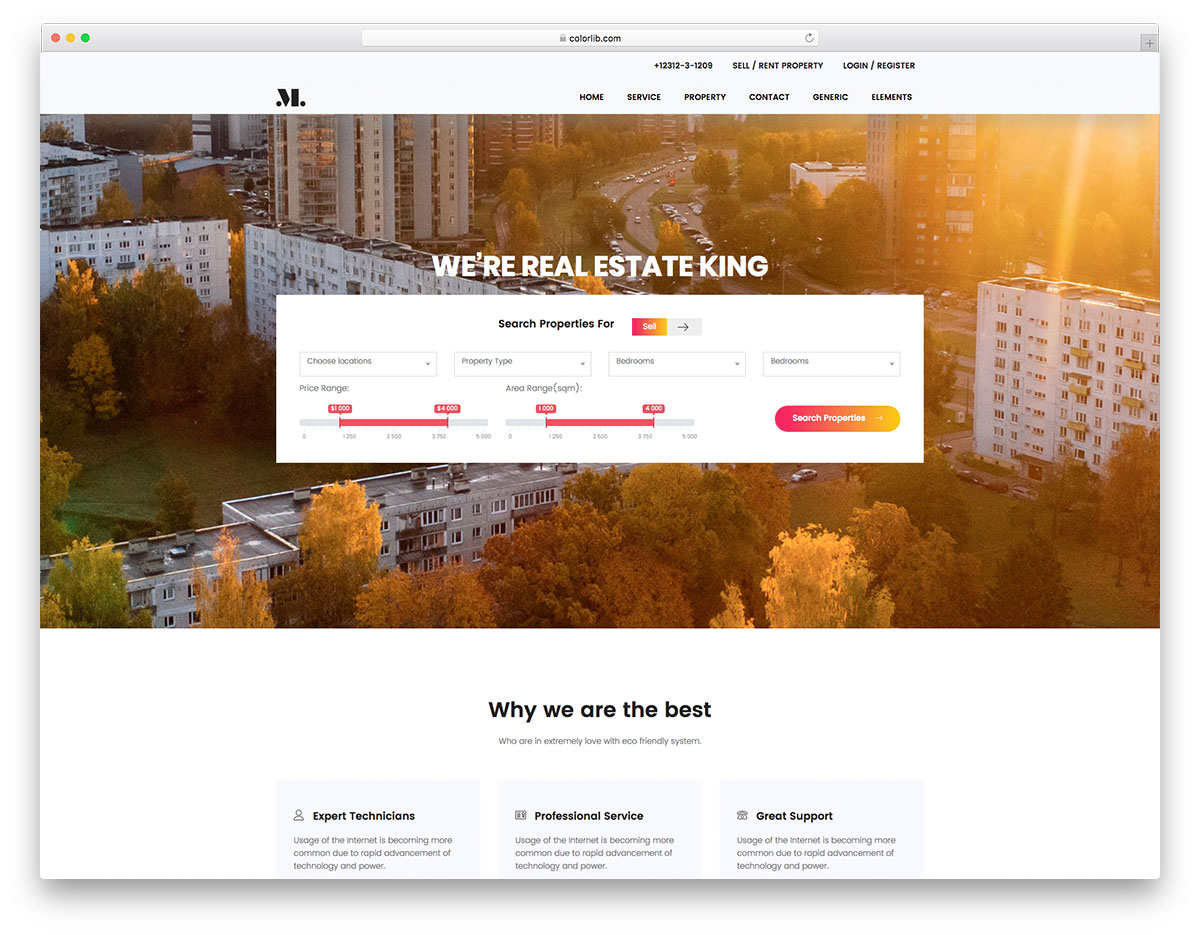 colorlib.com
+12312-3-1209 SELL / RENT PROPERTY LOGIN / REGISTER
M. HOME SERVICE PROPERTY CONTACT GENERIC ELEMENTS
WE'RE REAL ESTATE KING
Search Properties For Sell
Choose locations Property Type Bedrooms Bedrooms
Price Range: Area Range(sqm):
$1 000 $4 000 1 000 4 000
Search Properties
0 1 250 2 500 3 750 5 000 0 1 250 2 500 3 750 5 000
Why we are the best
Who are in extremely love with eco friendly system.
Expert Technicians Professional Service Great Support
Usage of the Internet is becoming more Usage of the Internet is becoming more Usage of the Internet is becoming more
common due to rapid advancement of common due to rapid advancement of common due to rapid advancement of
technology and power. technology and power. technology and power.